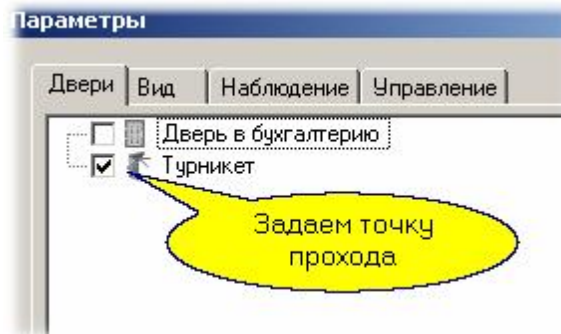 Параметры
Двери
Вид
Наблюдение
Управление
Дверь в бухгалтерию
Турникет
Задаем точку
прохода